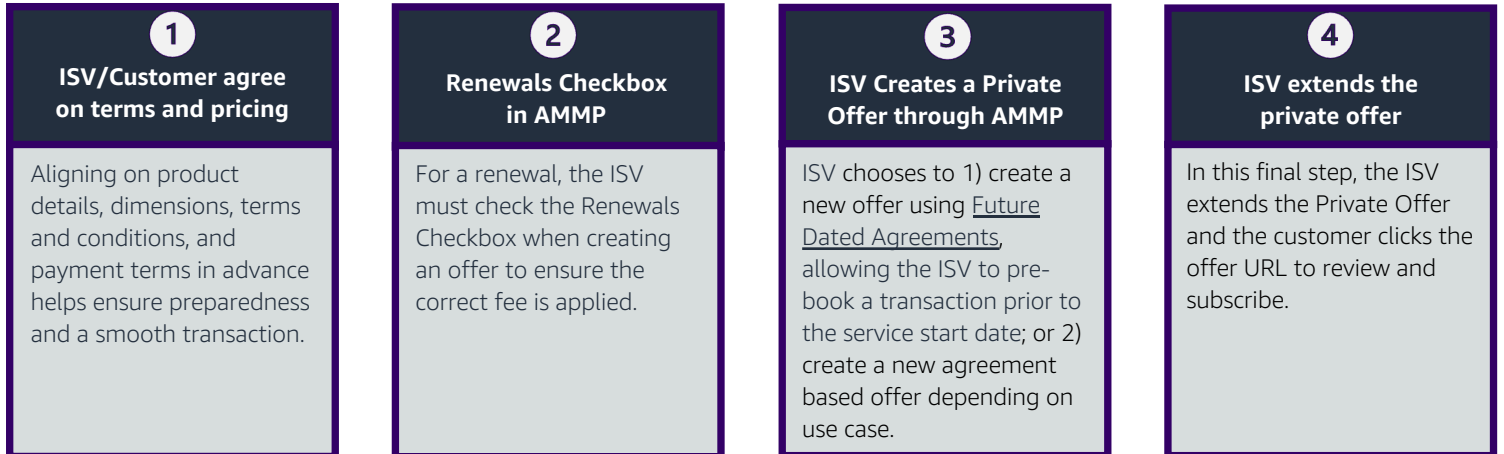 1
ISV/Customer agree
on terms and pricing
Aligning on product
details, dimensions, terms
and conditions, and
payment terms in advance
helps ensure preparedness
and a smooth transaction.
2
Renewals Checkbox
in AMMP
For a renewal, the ISV
must check the Renewals
Checkbox when creating
an offer to ensure the
correct fee is applied.
3
ISV Creates a Private
Offer through AMMP
ISV chooses to 1) create a
new offer using Future
Dated Agreements,
allowing the ISV to pre-
book a transaction prior to
the service start date; or 2)
create a new agreement
based offer depending on
use case.
4
ISV extends the
private offer
In this final step, the ISV
extends the Private Offer
and the customer clicks the
offer URL to review and
subscribe.